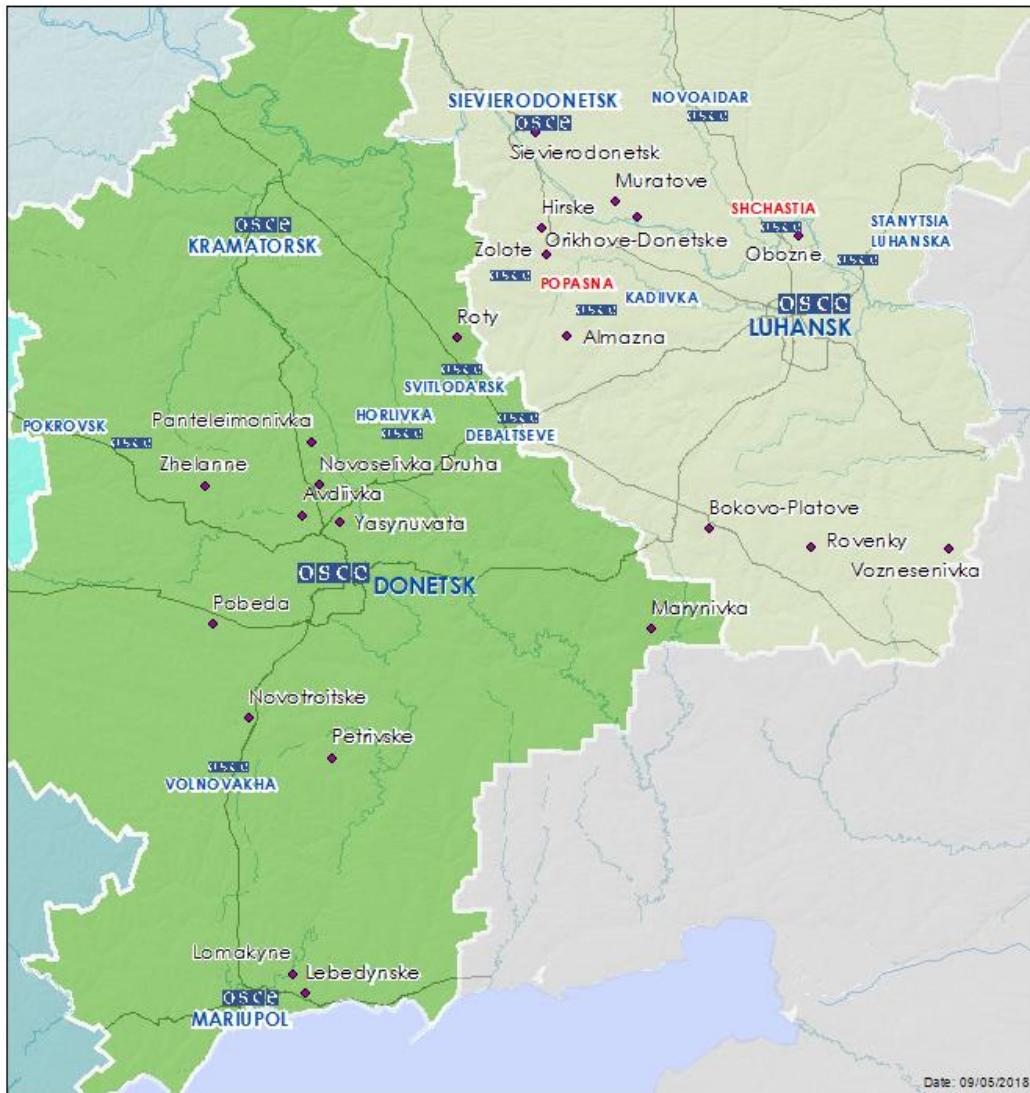 SIEVIERODONETSK
osce
Sievierodonetsk
NOVOAIDAR
osce
Muratove
Hirske
Orikhove-Donetske
Zolote
osce
SHCHASTIA
osce
Obozne
STANYTSIA
LUHANSKA
osce
osce
KRAMATORSK
POPASNA
KADIIVKA
osce
osce
LUHANSK
Roty
Almazna
osce
SVITLODARSK
POKROVSK
osce
Panteleimonivka
HORLIVKA
osce
osce
DEBALTSEVE
Zhelanne
Novoselivka Druha
Avdiivka
Yasynuvata
Bokovo-Platove
Rovenky
Voznesenivka
osce
DONETSK
Pobeda
Marynivka
Novotroitske
Petrivske
osce
VOLNOVAKHA
Lomakyne
Lebedynske
osce
MARIUPOL
Date: 09/05/2018